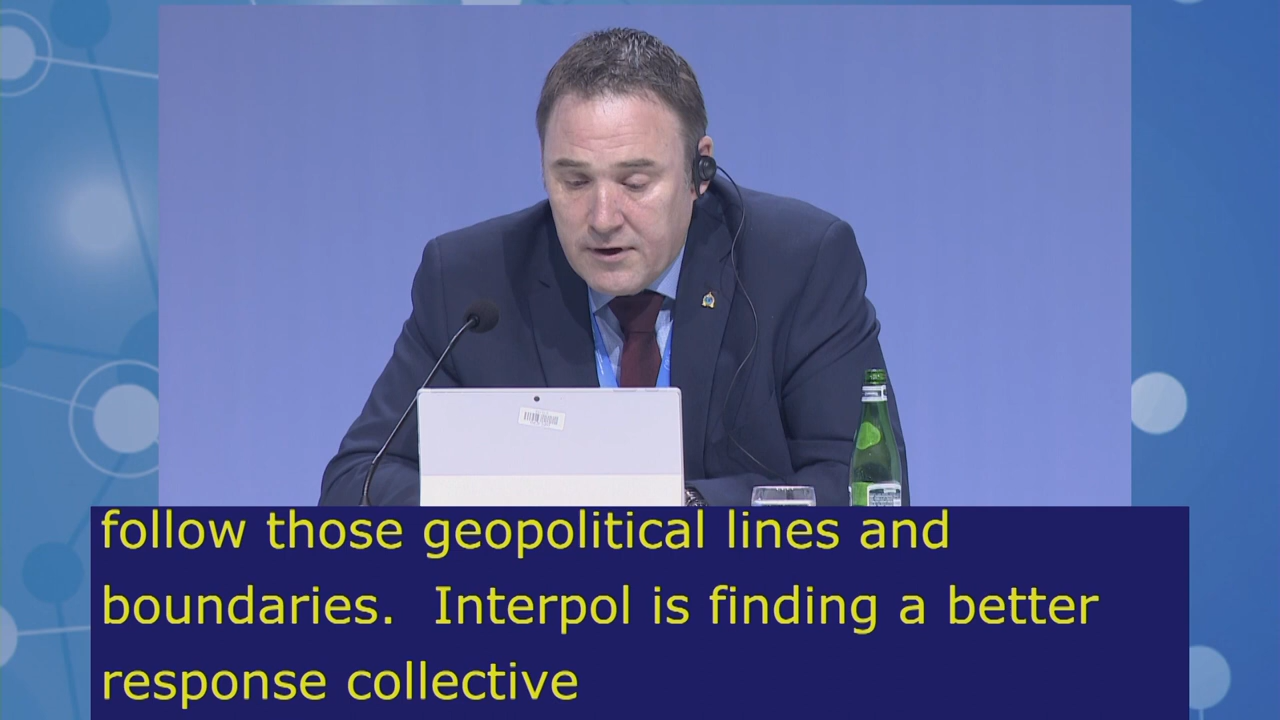 follow those geopolitical lines and
boundaries.  Interpol is finding a better
response collective